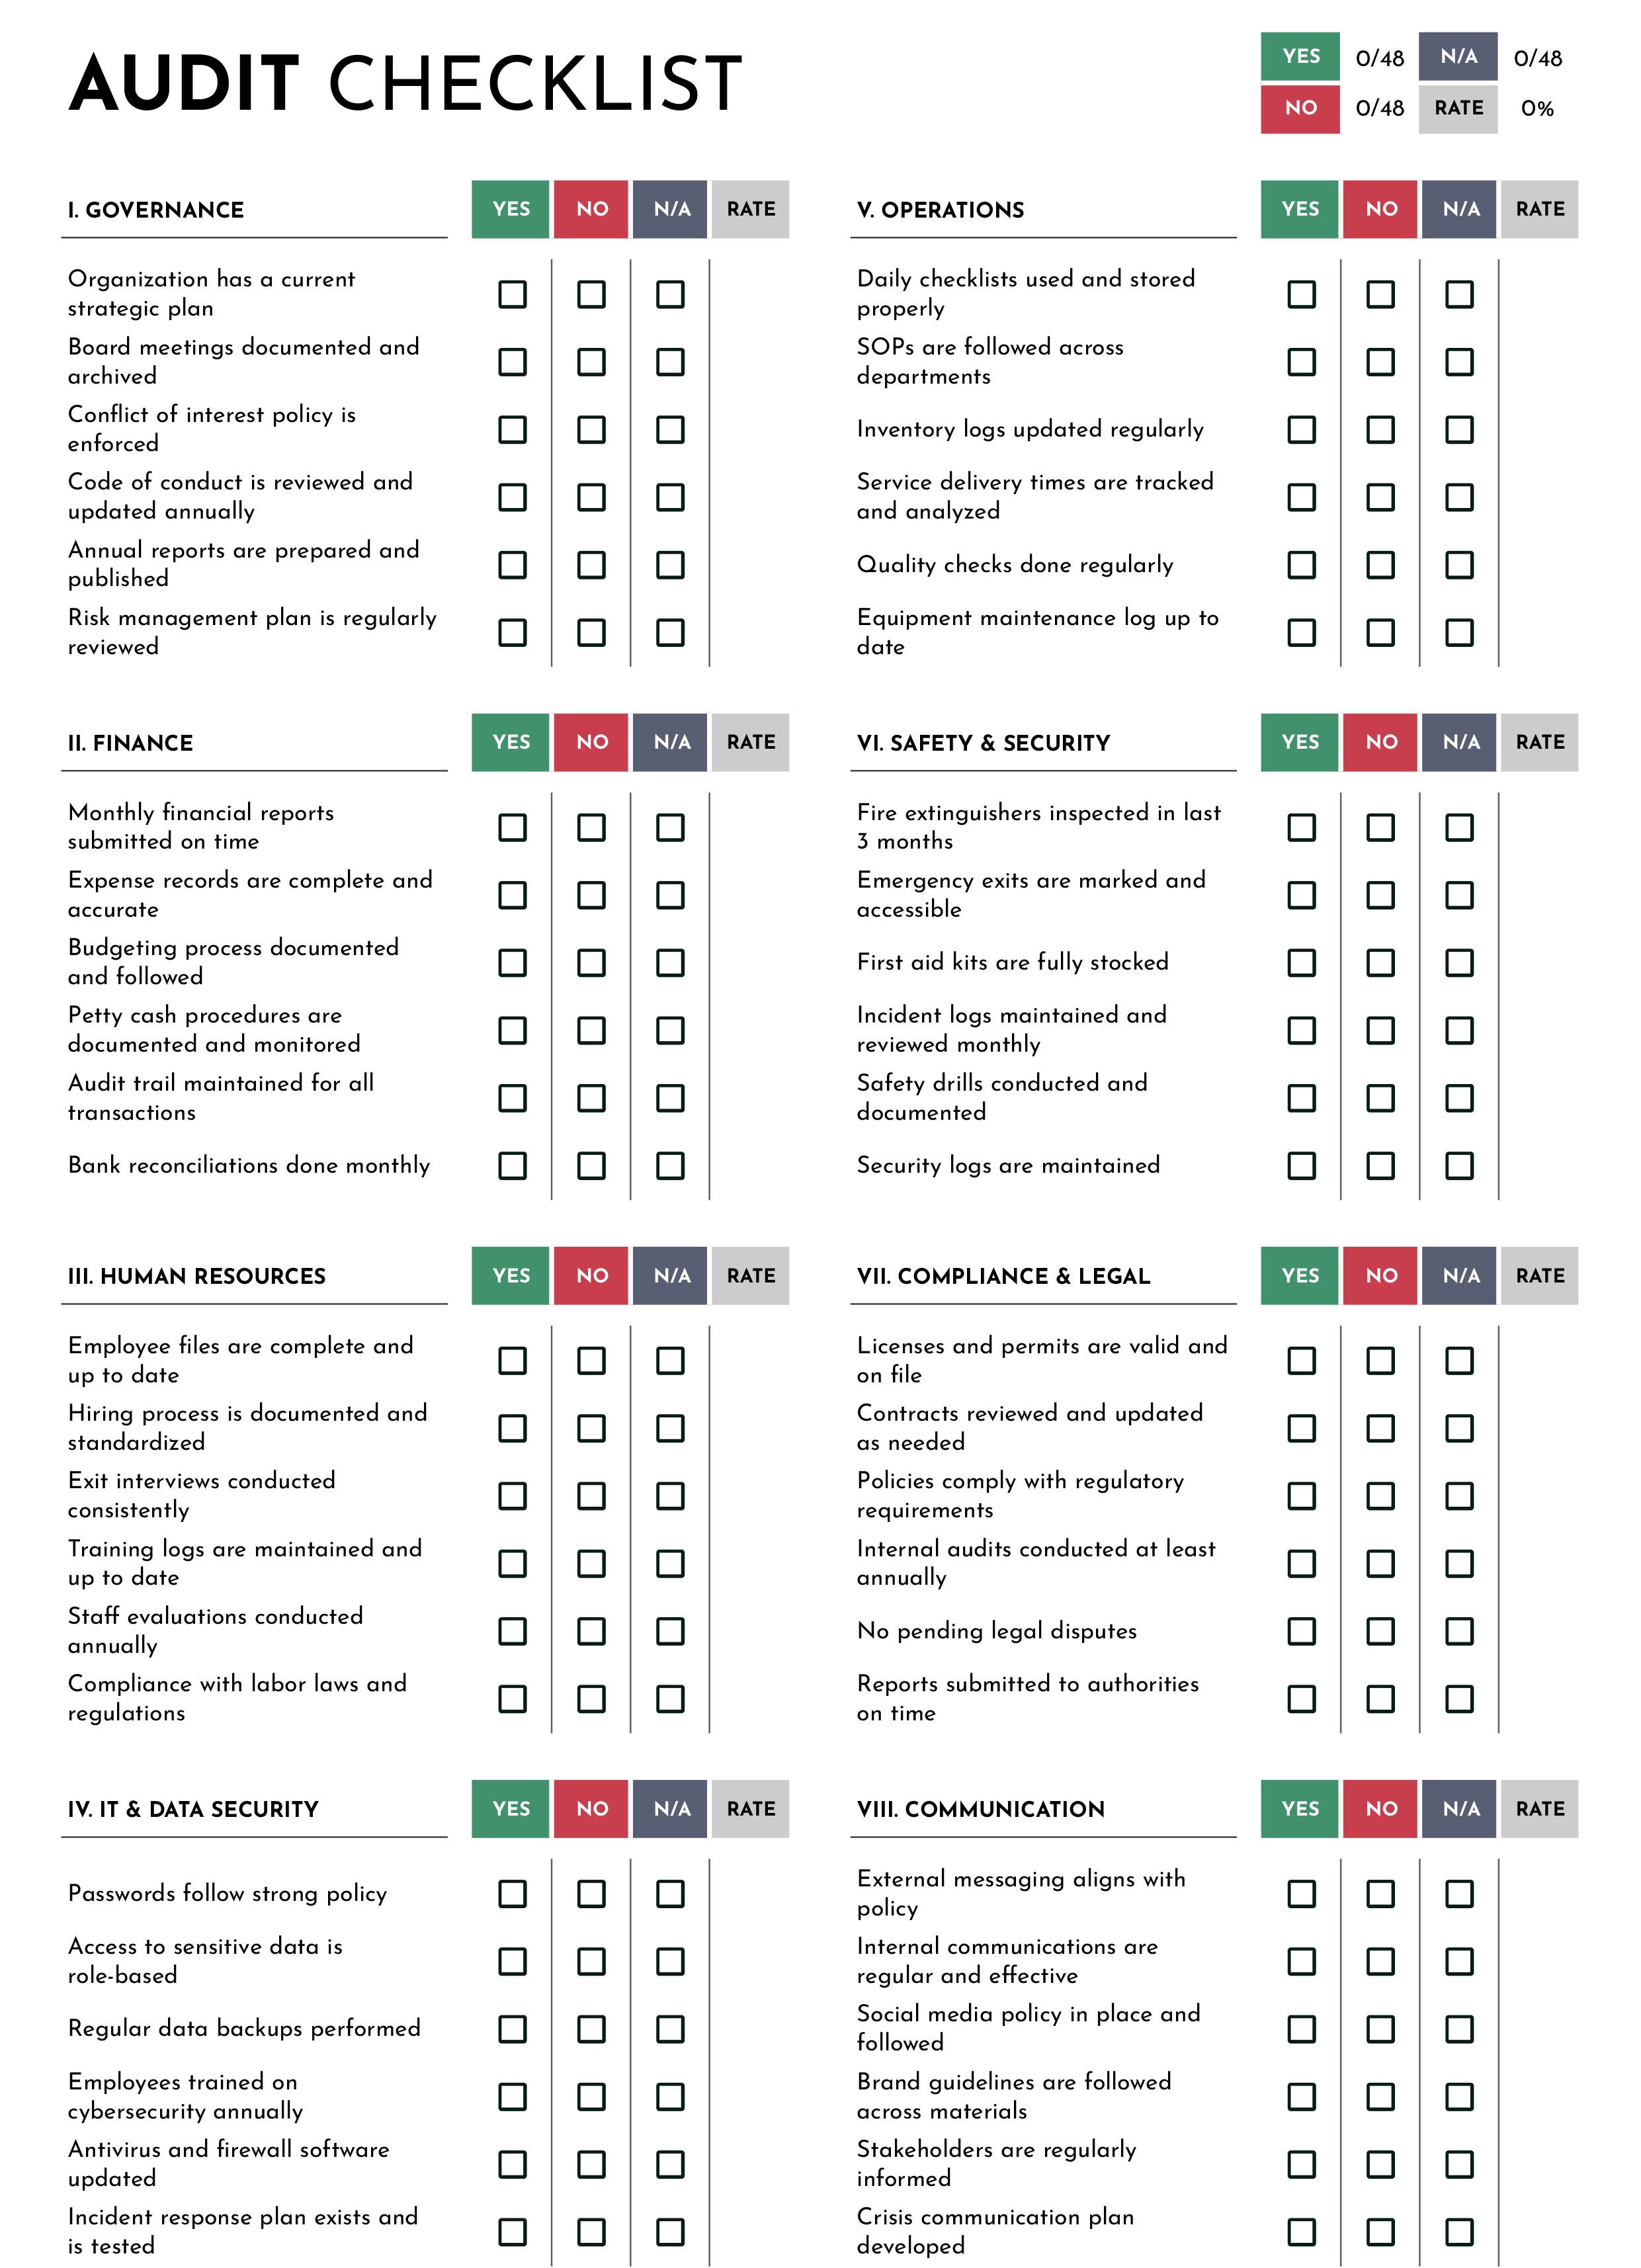 AUDIT CHECKLIST
YES 0/48 N/A 0/48
NO 0/48 RATE 0%
I. GOVERNANCE YES NO N/A RATE
Organization has a current
strategic plan
Board meetings documented and
archived
Conflict of interest policy is
enforced
Code of conduct is reviewed and
updated annually
Annual reports are prepared and
published
Risk management plan is regularly
reviewed
II. FINANCE YES NO N/A RATE
Monthly financial reports
submitted on time
Expense records are complete and
accurate
Budgeting process documented
and followed
Petty cash procedures are
documented and monitored
Audit trail maintained for all
transactions
Bank reconciliations done monthly
III. HUMAN RESOURCES YES NO N/A RATE
Employee files are complete and
up to date
Hiring process is documented and
standardized
Exit interviews conducted
consistently
Training logs are maintained and
up to date
Staff evaluations conducted
annually
Compliance with labor laws and
regulations
IV. IT & DATA SECURITY YES NO N/A RATE
Passwords follow strong policy
Access to sensitive data is
role-based
Regular data backups performed
Employees trained on
cybersecurity annually
Antivirus and firewall software
updated
Incident response plan exists and
is tested
V. OPERATIONS YES NO N/A RATE
Daily checklists used and stored
properly
SOPs are followed across
departments
Inventory logs updated regularly
Service delivery times are tracked
and analyzed
Quality checks done regularly
Equipment maintenance log up to
date
VI. SAFETY & SECURITY YES NO N/A RATE
Fire extinguishers inspected in last
3 months
Emergency exits are marked and
accessible
First aid kits are fully stocked
Incident logs maintained and
reviewed monthly
Safety drills conducted and
documented
Security logs are maintained
VII. COMPLIANCE & LEGAL YES NO N/A RATE
Licenses and permits are valid and
on file
Contracts reviewed and updated
as needed
Policies comply with regulatory
requirements
Internal audits conducted at least
annually
No pending legal disputes
Reports submitted to authorities
on time
VIII. COMMUNICATION YES NO N/A RATE
External messaging aligns with
policy
Internal communications are
regular and effective
Social media policy in place and
followed
Brand guidelines are followed
across materials
Stakeholders are regularly
informed
Crisis communication plan
developed